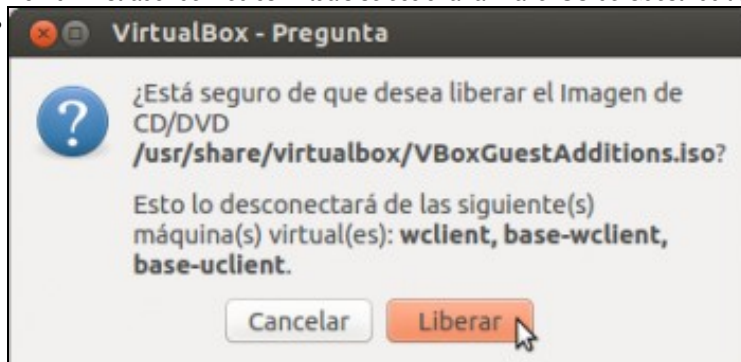 VirtualBox - Pregunta
¿Está seguro de que desea liberar el Imagen de
CD/DVD
/usr/share/virtualbox/VBoxGuestAdditions.iso?
Esto lo desconectará de las siguiente(s)
máquina(s) virtual(es): wclient, base-wclient,
base-uclient.
Cancelar
Liberar